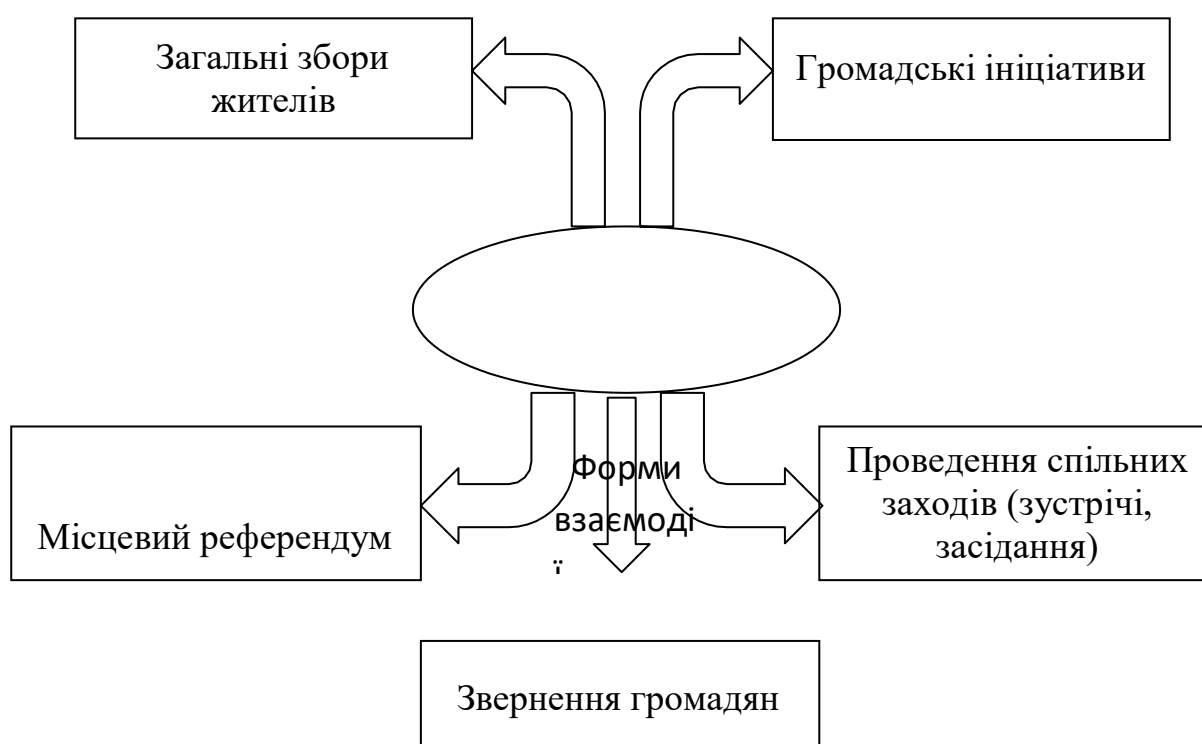 Загальні збори
жителів
Громадські ініціативи
Форми
взаємоді
ї
Місцевий референдум
Проведення спільних
заходів (зустрічі,
засідання)
Звернення громадян